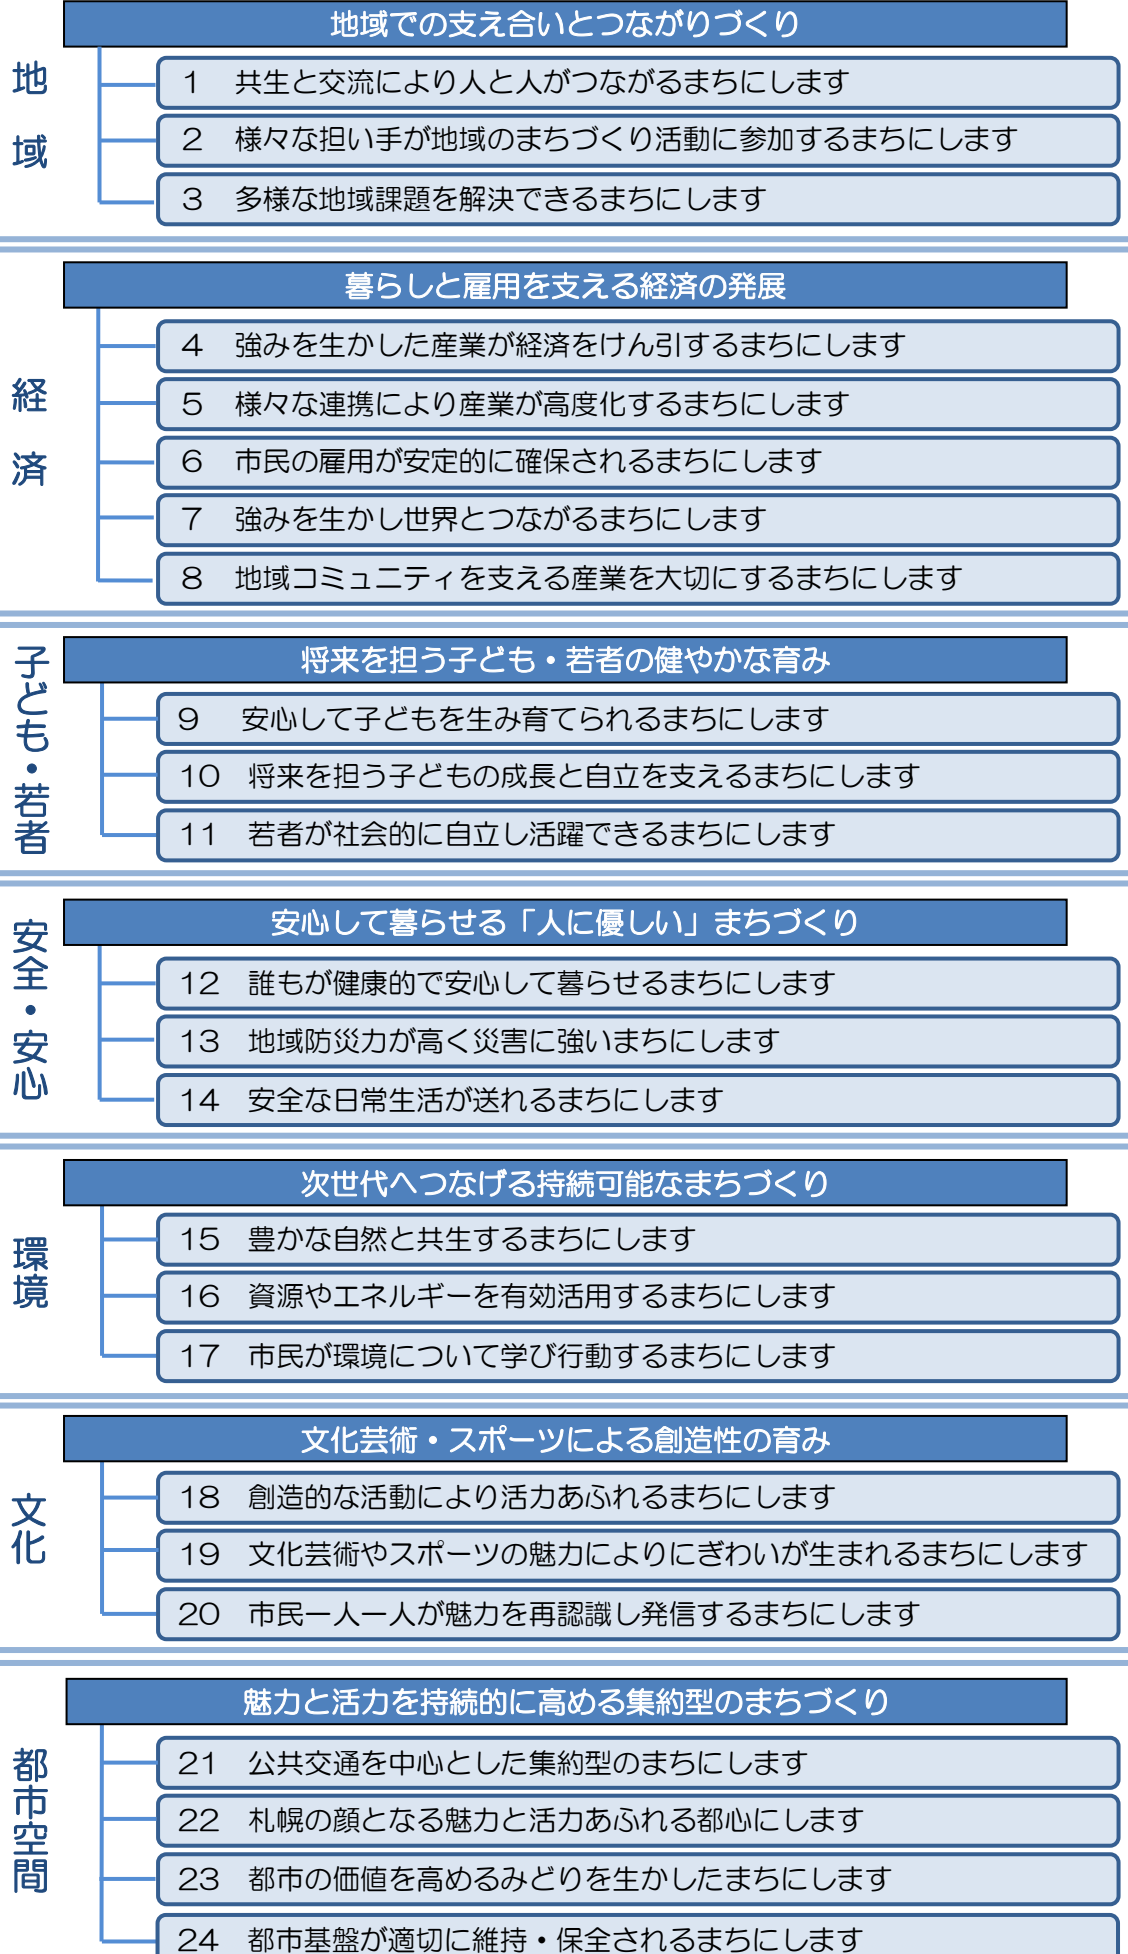 地域
地域での支え合いとつながりづくり
1 共生と交流により人と人がつながるまちにします
2 様々な担い手が地域のまちづくり活動に参加するまちにします
3 多様な地域課題を解決できるまちにします
経済
暮らしと雇用を支える経済の発展
4 強みを生かした産業が経済をけん引するまちにします
5 様々な連携により産業が高度化するまちにします
6 市民の雇用が安定的に確保されるまちにします
7 強みを生かし世界とつながるまちにします
8 地域コミュニティを支える産業を大切にするまちにします
子ども・若者
将来を担う子ども・若者の健やかな育み
9 安心して子どもを生み育てられるまちにします
10 将来を担う子どもの成長と自立を支えるまちにします
11 若者が社会的に自立し活躍できるまちにします
安全・安心
安心して暮らせる「人に優しい」まちづくり
12 誰もが健康的で安心して暮らせるまちにします
13 地域防災力が高く災害に強いまちにします
14 安全な日常生活が送れるまちにします
環境
次世代へつなげる持続可能なまちづくり
15 豊かな自然と共生するまちにします
16 資源やエネルギーを有効活用するまちにします
17 市民が環境について学び行動するまちにします
文化
文化芸術・スポーツによる創造性の育み
18 創造的な活動により活力あふれるまちにします
19 文化芸術やスポーツの魅力によりにぎわいが生まれるまちにします
20 市民一人一人が魅力を再認識し発信するまちにします
都市空間
魅力と活力を持続的に高める集約型のまちづくり
21 公共交通を中心とした集約型のまちにします
22 札幌の顔となる魅力と活力あふれる都心にします
23 都市の価値を高めるみどりを生かしたまちにします
24 都市基盤が適切に維持・保全されるまちにします